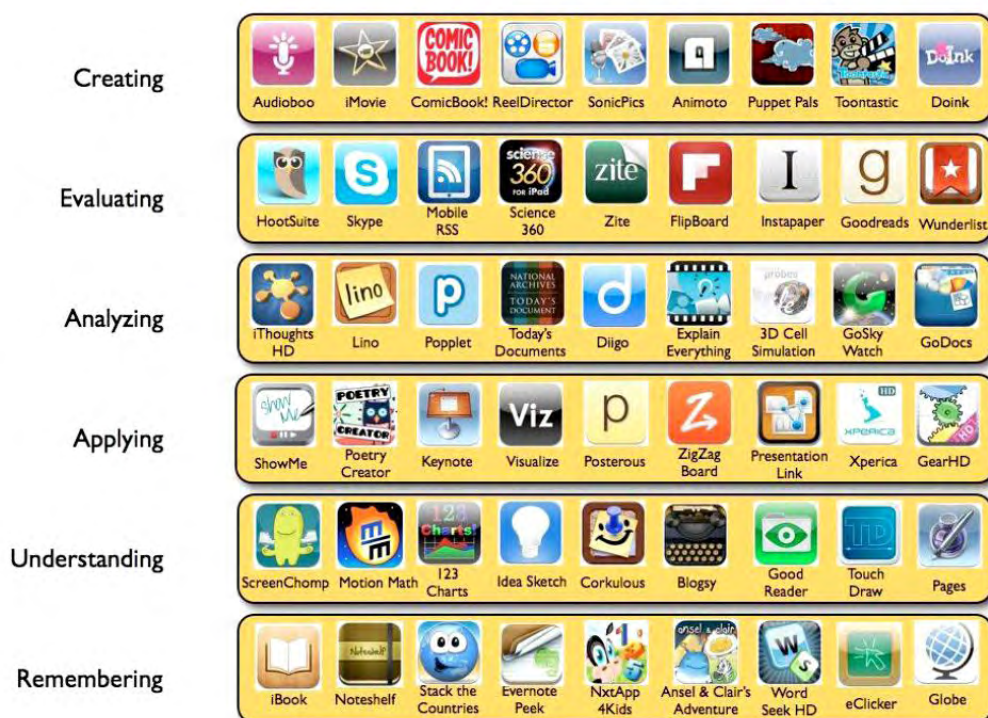 Creating
COMIC
BOOK!
Toontastic
DoInk
Audioboo iMovie ComicBook! ReelDirector SonicPics Animoto Puppet Pals Toontastic Doink
Evaluating
science
360
FOR iPad
zite
I
g
HootSuite Skype Mobile RSS Science 360 Zite FlipBoard Instapaper Goodreads Wunderlist
Analyzing
lino
p
NATIONAL
ARCHIVES
TODAY'S
DOCUMENT
d
probes
iThoughts HD Lino Popplet Today's Documents Diigo Explain Everything 3D Cell Simulation GoSky Watch GoDocs
Applying
Show
Me
POETRY
CREATOR
Viz
p
HD
XPERICA
HD
ShowMe Poetry Creator Keynote Visualize Posterous ZigZag Board Presentation Link Xperica GearHD
Understanding
123
Charts!
TD
ScreenChomp Motion Math 123 Charts Idea Sketch Corkulous Blogsy Good Reader Touch Draw Pages
Remembering
Noteshelf
ansel & clair
W
S
iBook Noteshelf Stack the Countries Evernote Peek NxtApp 4Kids Ansel & Clair's Adventure Word Seek HD eClicker Globe